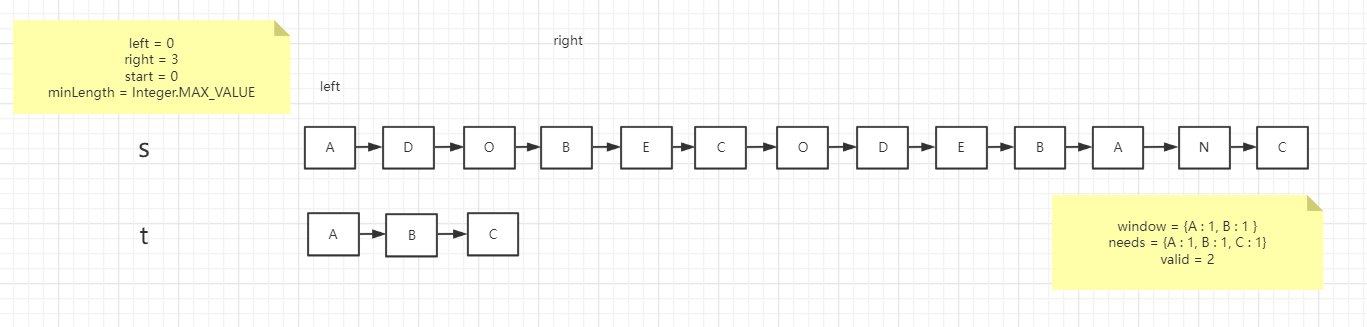 left = 0
right = 3
start = 0
minLength = Integer.MAX_VALUE
right
left
s
A D O B E C O D E B A N C
t
A B C
window = {A : 1, B : 1 }
needs = {A : 1, B : 1, C : 1}
valid = 2